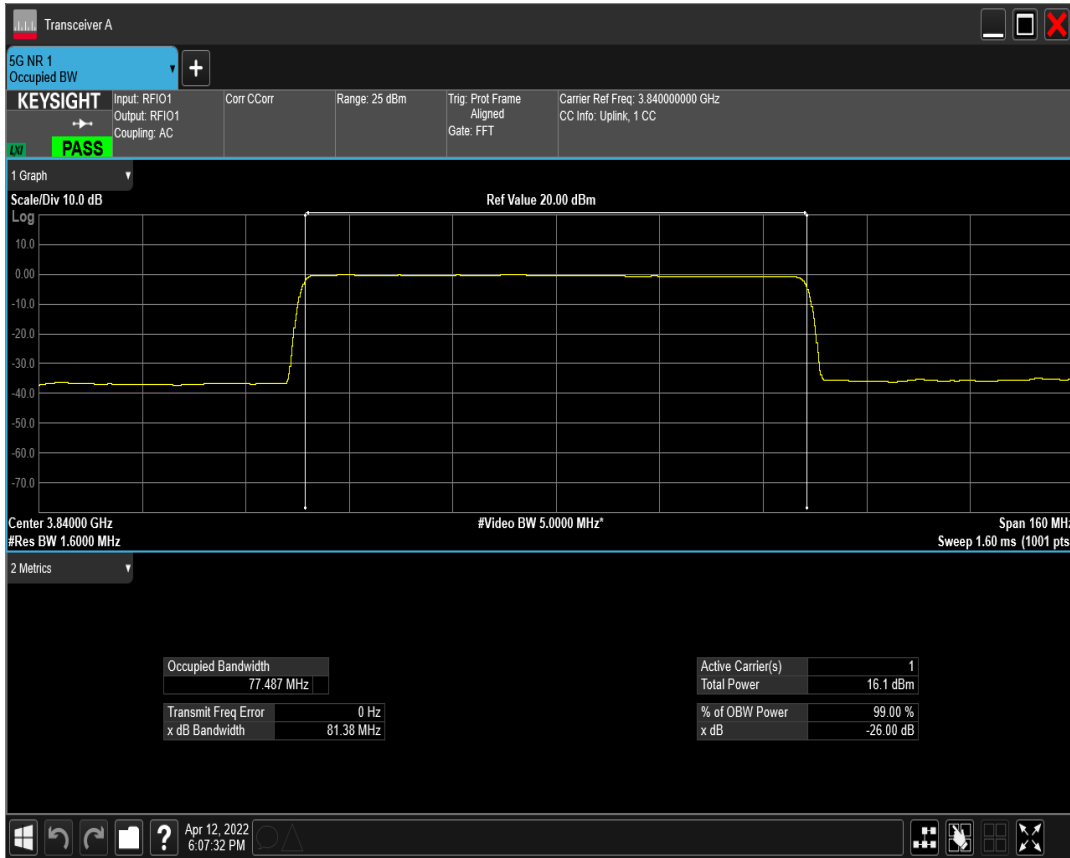 Transceiver A
5G NR 1
Occupied BW
+
KEYSIGHT
LXI
PASS
Input: RFIO1
Output: RFIO1
Coupling: AC
Corr CCorr
Range: 25 dBm
Trig: Prot Frame
Aligned
Gate: FFT
Carrier Ref Freq: 3.840000000 GHz
CC Info: Uplink, 1 CC
1 Graph
Scale/Div 10.0 dB
Ref Value 20.00 dBm
Log
10.0
0.00
-10.0
-20.0
-30.0
-40.0
-50.0
-60.0
-70.0
Center 3.84000 GHz
#Video BW 5.0000 MHz*
Span 160 MHz
#Res BW 1.6000 MHz
Sweep 1.60 ms (1001 pts
2 Metrics
Occupied Bandwidth
77.487 MHz
Transmit Freq Error 0 Hz
x dB Bandwidth 81.38 MHz
Active Carrier(s) 1
Total Power 16.1 dBm
% of OBW Power 99.00 %
x dB -26.00 dB
?
Apr 12, 2022
6:07:32 PM